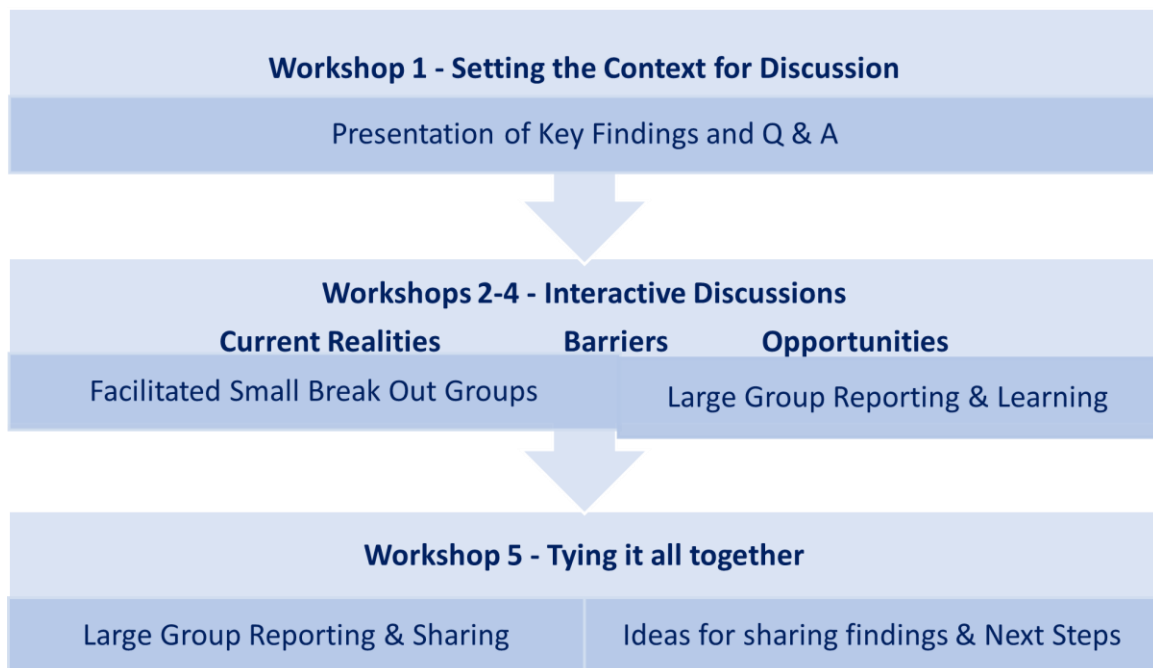 Workshop 1 - Setting the Context for Discussion
Presentation of Key Findings and Q & A
Workshops 2-4 - Interactive Discussions
Current Realities Barriers Opportunities
Facilitated Small Break Out Groups
Large Group Reporting & Learning
Workshop 5 - Tying it all together
Large Group Reporting & Sharing
Ideas for sharing findings & Next Steps